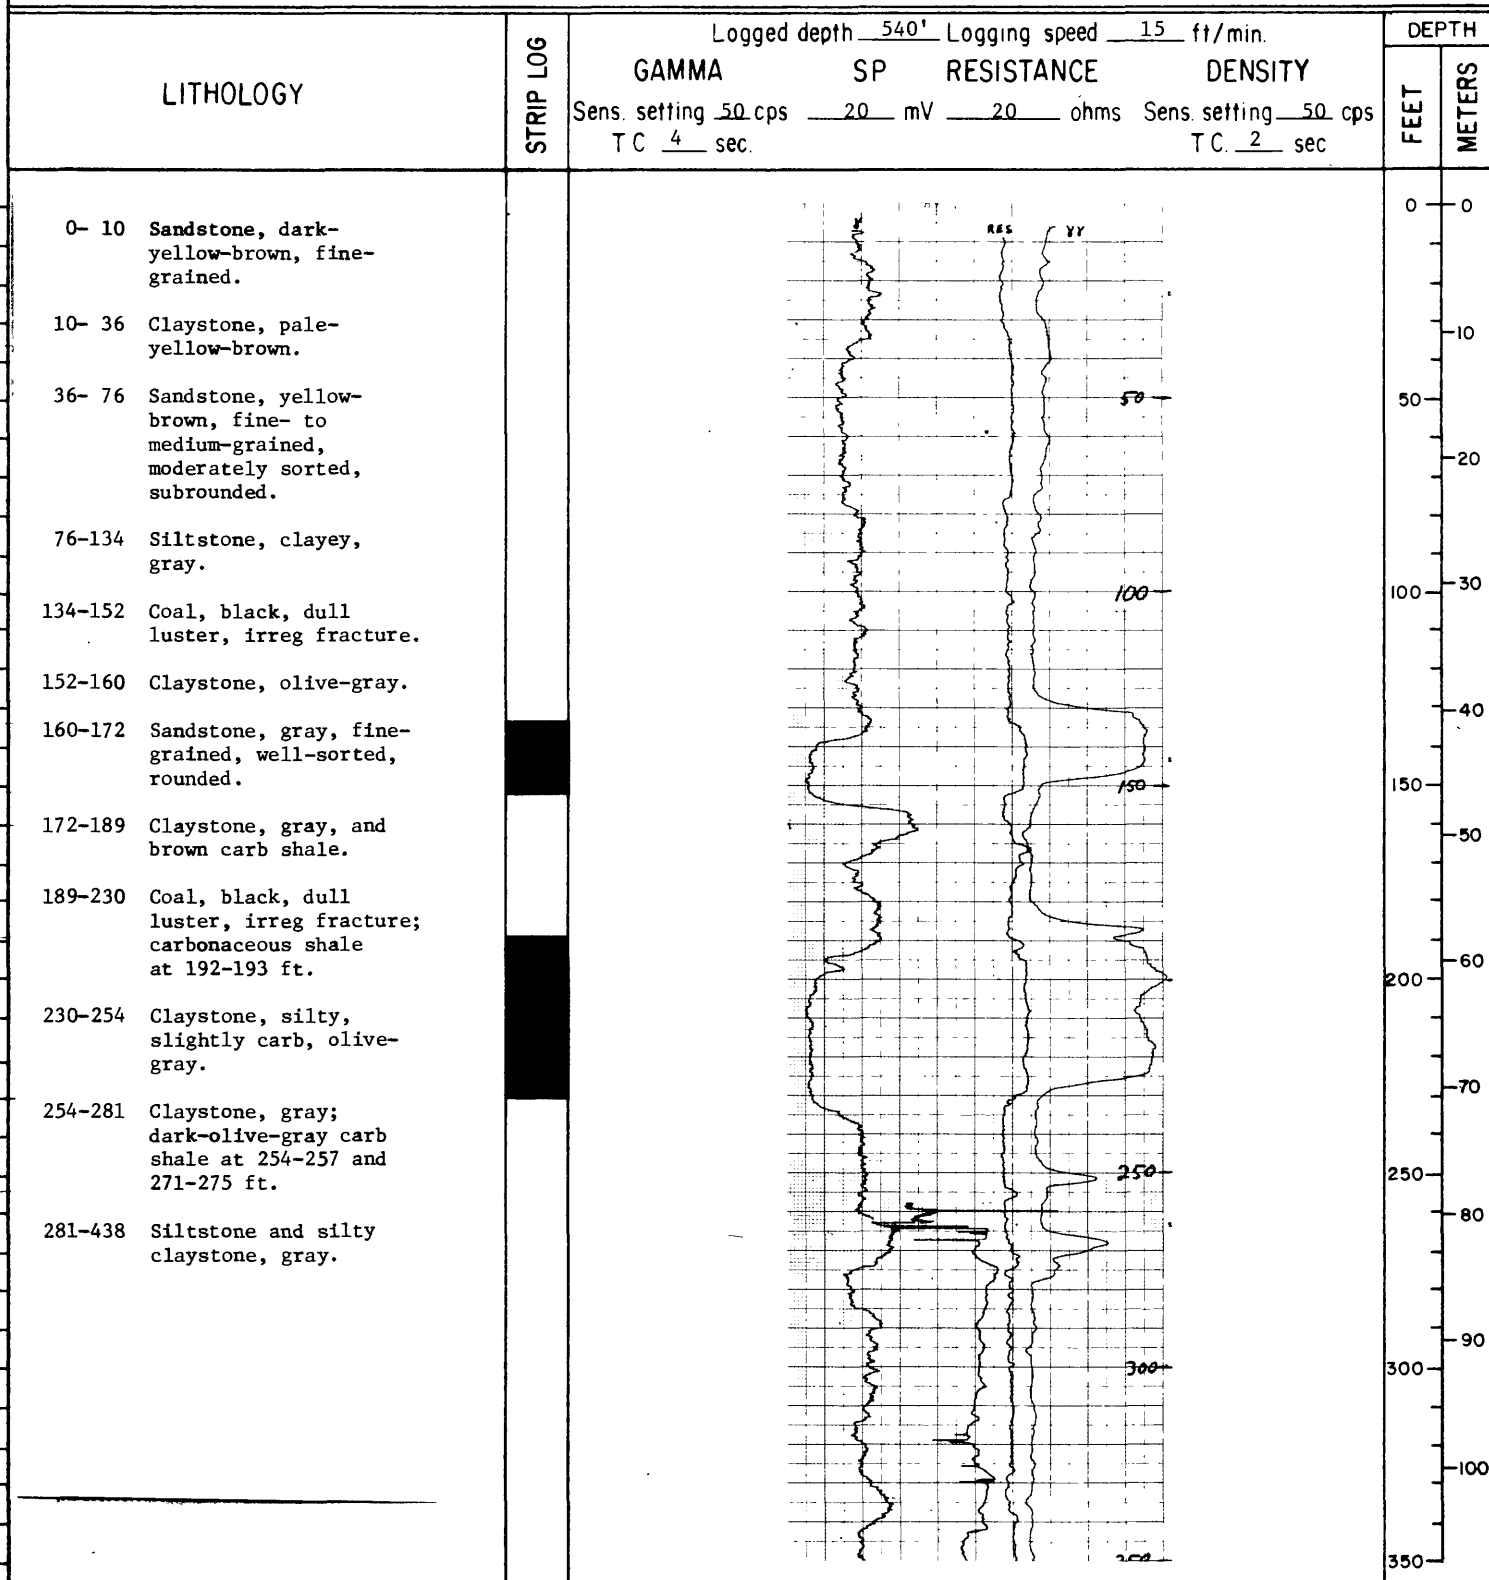 Logged depth 540' Logging speed 15 ft/min.
DEPTH
LITHOLOGY
STRIP LOG
GAMMA SP RESISTANCE DENSITY
FEET
METERS
Sens. setting 50 cps 20 mV 20 ohms Sens. setting 50 cps
T C 4 sec. T C. 2 sec
0- 10 Sandstone, dark-
yellow-brown, fine-
grained.
10- 36 Claystone, pale-
yellow-brown.
36- 76 Sandstone, yellow-
brown, fine- to
medium-grained,
moderately sorted,
subrounded.
76-134 Siltstone, clayey,
gray.
134-152 Coal, black, dull
luster, irreg fracture.
152-160 Claystone, olive-gray.
160-172 Sandstone, gray, fine-
grained, well-sorted,
rounded.
172-189 Claystone, gray, and
brown carb shale.
189-230 Coal, black, dull
luster, irreg fracture;
carbonaceous shale
at 192-193 ft.
230-254 Claystone, silty,
slightly carb, olive-
gray.
254-281 Claystone, gray;
dark-olive-gray carb
shale at 254-257 and
271-275 ft.
281-438 Siltstone and silty
claystone, gray.
RES
γγ
50
100
150
250
300
350
0
50
100
150
200
250
300
350
0
10
20
30
40
50
60
70
80
90
100